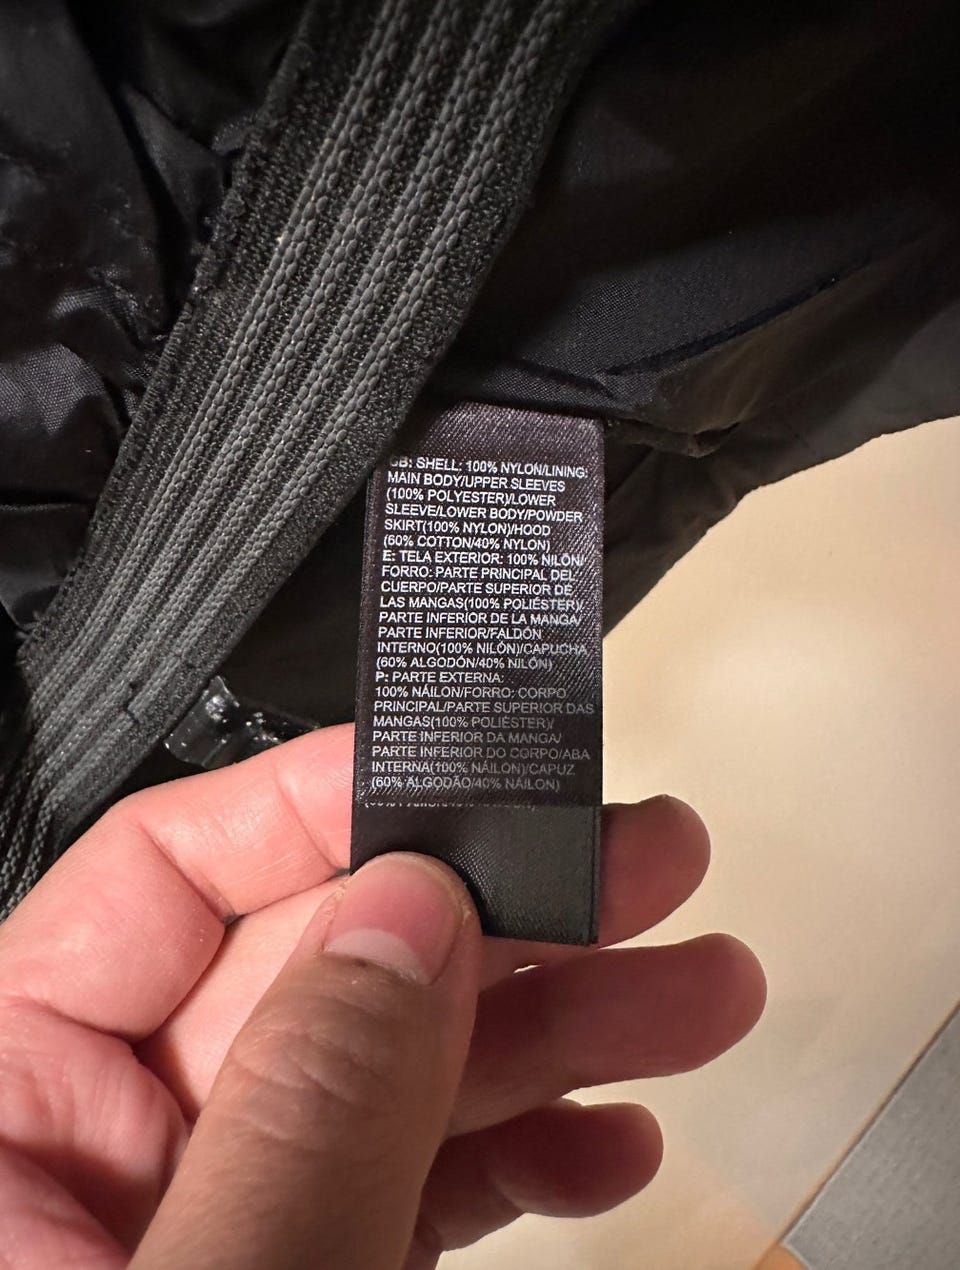 GB: SHELL: 100% NYLON/LINING:
MAIN BODY/UPPER SLEEVES
(100% POLYESTER)/LOWER
SLEEVE/LOWER BODY/POWDER
SKIRT(100% NYLON)/HOOD
(60% COTTON/40% NYLON)
E: TELA EXTERIOR: 100% NILÓN/
FORRO: PARTE PRINCIPAL DEL
CUERPO/PARTE SUPERIOR DE
LAS MANGAS(100% POLIÉSTER)/
PARTE INFERIOR DE LA MANGA/
PARTE INFERIOR/FALDÓN
INTERNO(100% NILÓN)/CAPUCHA
(60% ALGODÓN/40% NILÓN)
P: PARTE EXTERNA:
100% NÁILON/FORRO: CORPO
PRINCIPAL/PARTE SUPERIOR DAS
MANGAS(100% POLIÉSTER)/
PARTE INFERIOR DA MANGA/
PARTE INFERIOR DO CORPO/ABA
INTERNA(100% NÁILON)/CAPUZ
(60% ALGODÃO/40% NÁILON)